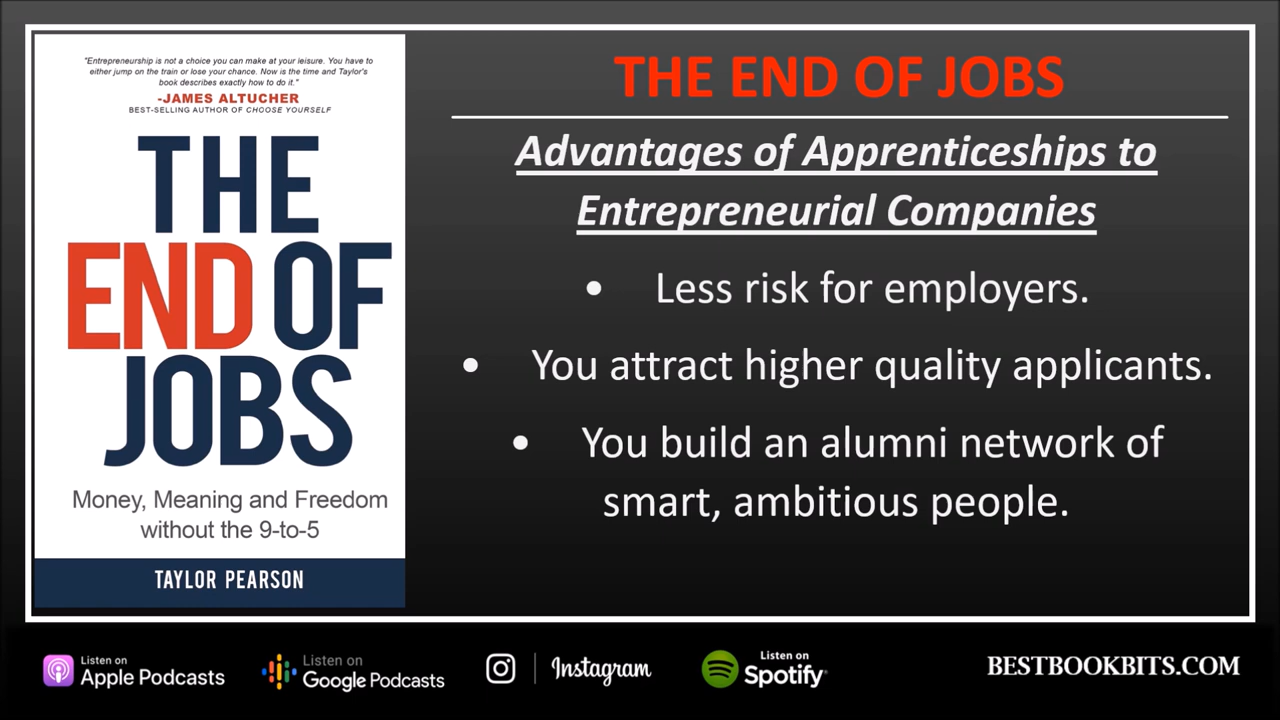 "Entrepreneurship is not a choice you can make at your leisure. You have to
either jump on the train or lose your chance. Now is the time and Taylor's
book describes exactly how to do it."
-JAMES ALTUCHER
BEST-SELLING AUTHOR OF CHOOSE YOURSELF
THE
END OF
JOBS
Money, Meaning and Freedom
without the 9-to-5
TAYLOR PEARSON
THE END OF JOBS
Advantages of Apprenticeships to
Entrepreneurial Companies
• Less risk for employers.
• You attract higher quality applicants.
• You build an alumni network of
smart, ambitious people.
Listen on
Apple Podcasts
Listen on
Google Podcasts
Instagram
Listen on
Spotify
BESTBOOKBITS.COM